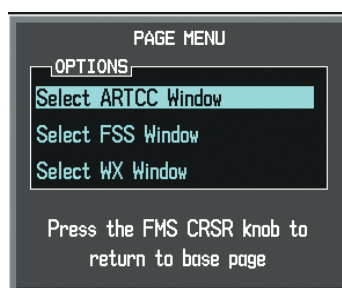 PAGE MENU
OPTIONS
Select ARTCC Window
Select FSS Window
Select WX Window
Press the FMS CRSR knob to
return to base page